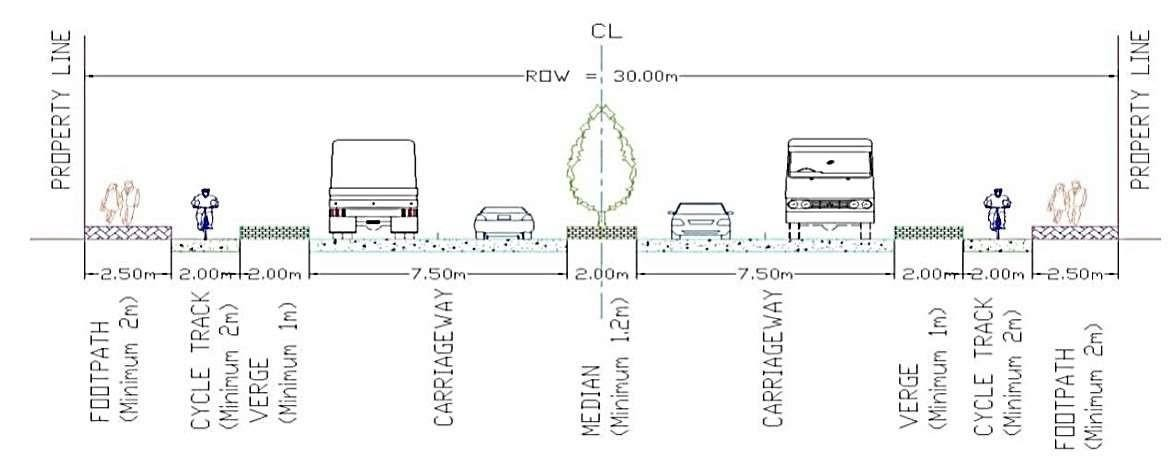 CL
ROW = 30.00m
PROPERTY LINE
PROPERTY LINE
2.50m
2.00m
2.00m
7.50m
2.00m
7.50m
2.00m
2.00m
2.50m
FOOTPATH
(Minimum 2m)
CYCLE TRACK
(Minimum 2m)
VERGE
(Minimum 1m)
CARRIAGEWAY
MEDIAN
(Minimum 1.2m)
CARRIAGEWAY
VERGE
(Minimum 1m)
CYCLE TRACK
(Minimum 2m)
FOOTPATH
(Minimum 2m)